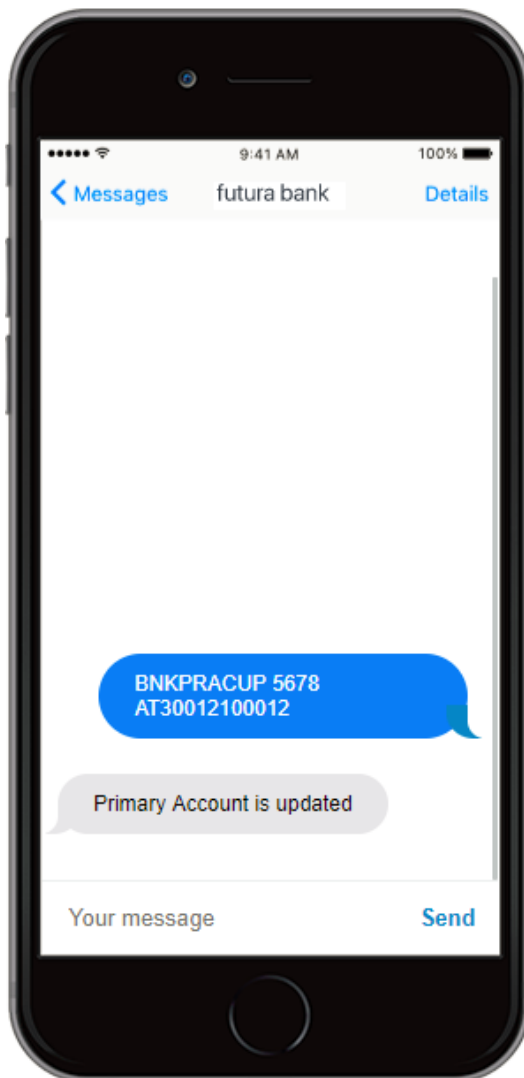 9:41 AM
100%
Messages
futura bank
Details
BNKPRACUP 5678
AT30012100012
Primary Account is updated
Your message
Send